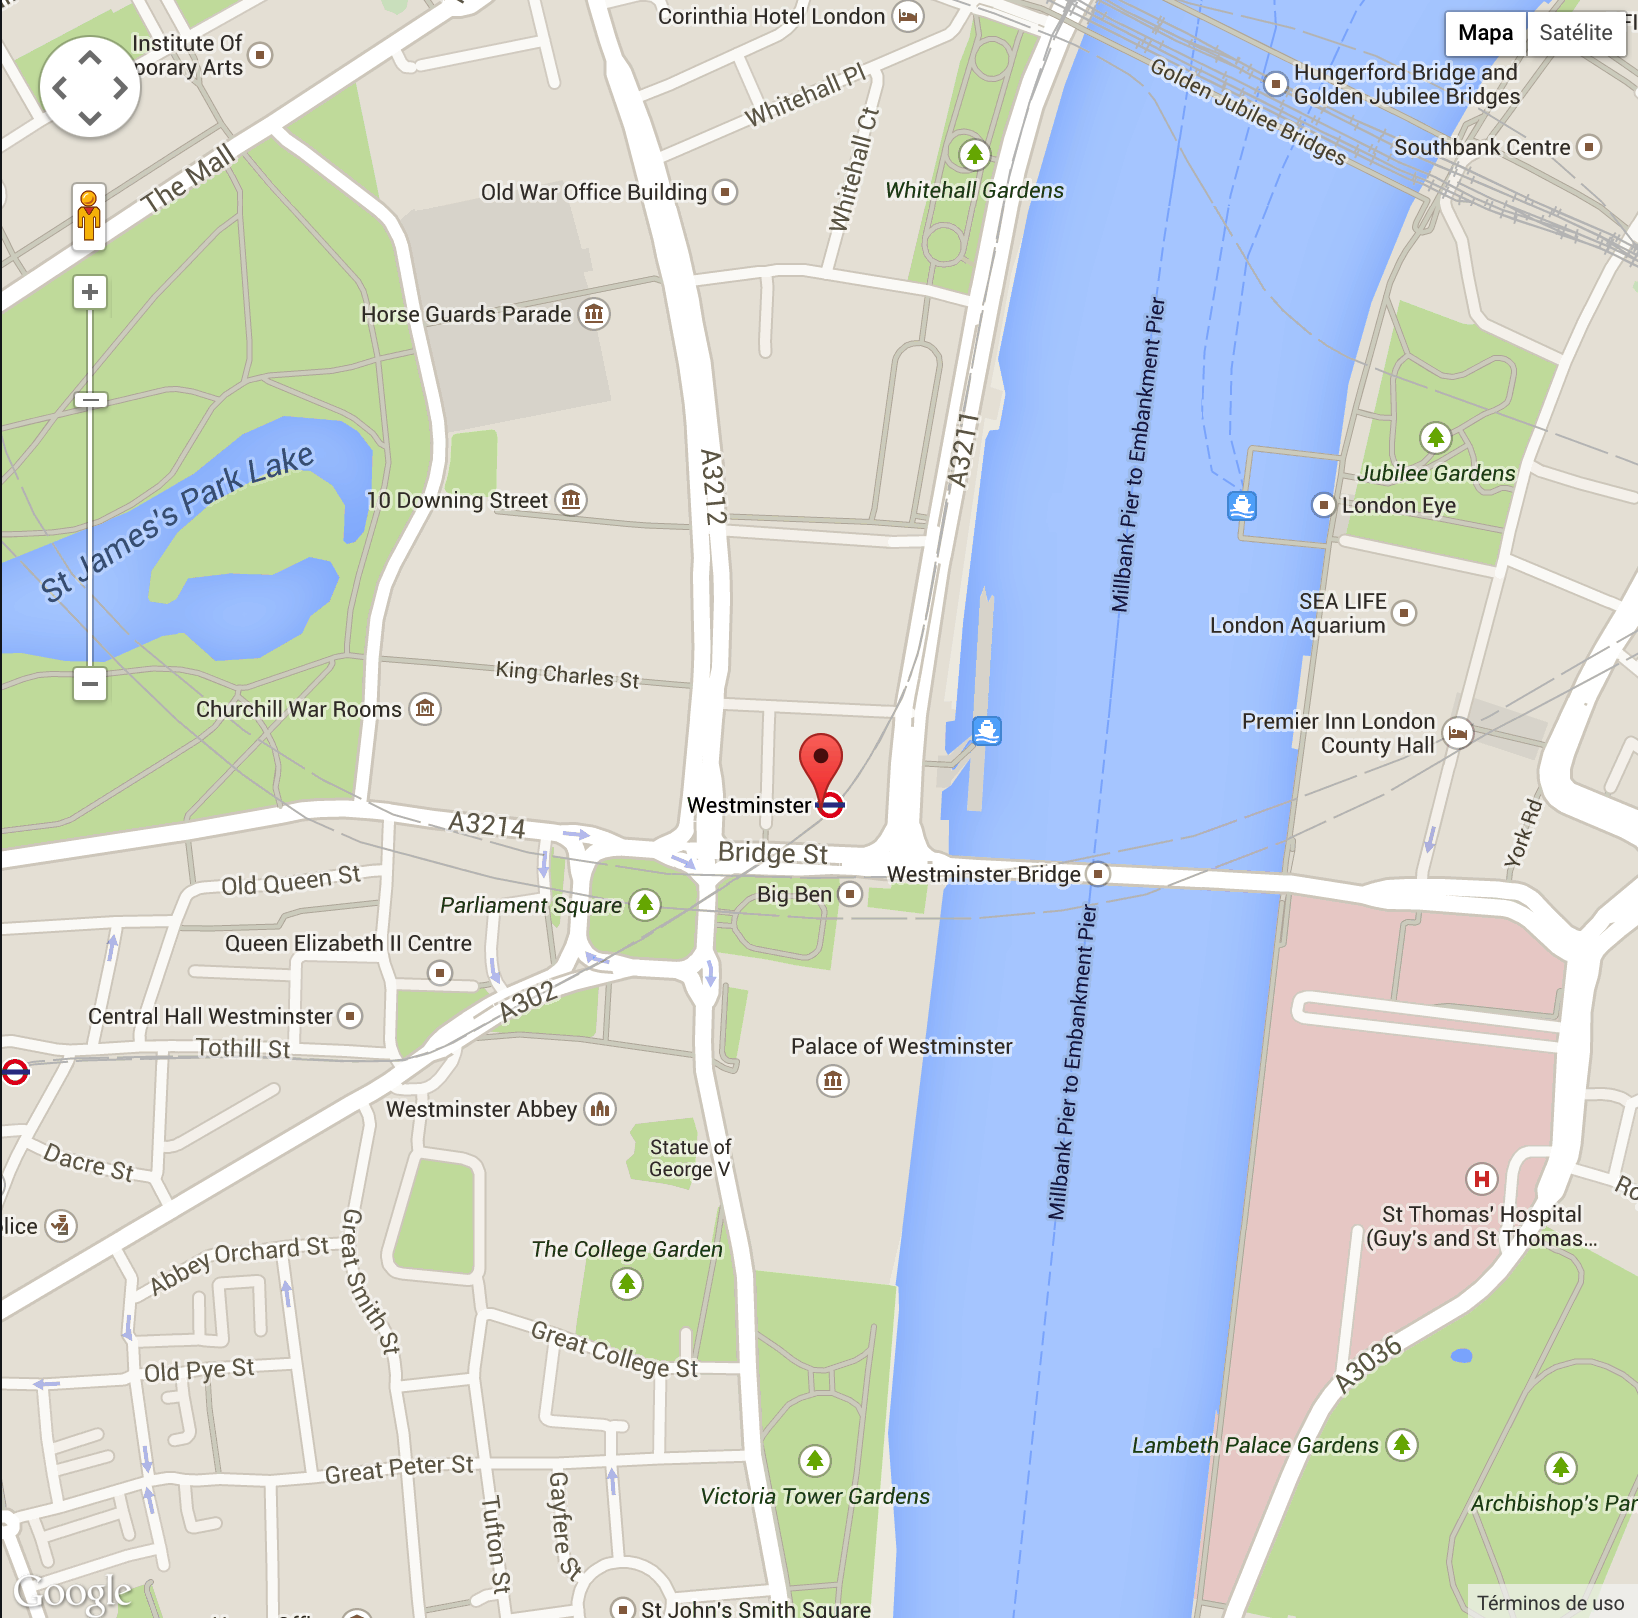 Corinthia Hotel London
Mapa
Satélite
Institute Of
porary Arts
Hungerford Bridge and
Golden Jubilee Bridges
Golden Jubilee Bridges
Whitehall Pl
Whitehall Ct
Southbank Centre
The Mall
Old War Office Building
Whitehall Gardens
Horse Guards Parade
Millbank Pier to Embankment Pier
A3211
A3212
Jubilee Gardens
St James's Park Lake
10 Downing Street
London Eye
SEA LIFE
London Aquarium
King Charles St
Churchill War Rooms
Premier Inn London
County Hall
Westminster
A3214
York Rd
Bridge St
Westminster Bridge
Old Queen St
Big Ben
Parliament Square
Queen Elizabeth II Centre
A302
Millbank Pier to Embankment Pier
Central Hall Westminster
Tothill St
Palace of Westminster
Westminster Abbey
Statue of
George V
Dacre St
St Thomas' Hospital
(Guy's and St Thomas...
Ro
lice
Abbey Orchard St
Great Smith St
The College Garden
Great College St
Old Pye St
A3036
Lambeth Palace Gardens
Great Peter St
Victoria Tower Gardens
Archbishop's Par
Tufton St
Gayfere St
Google
St John's Smith Square
Términos de uso